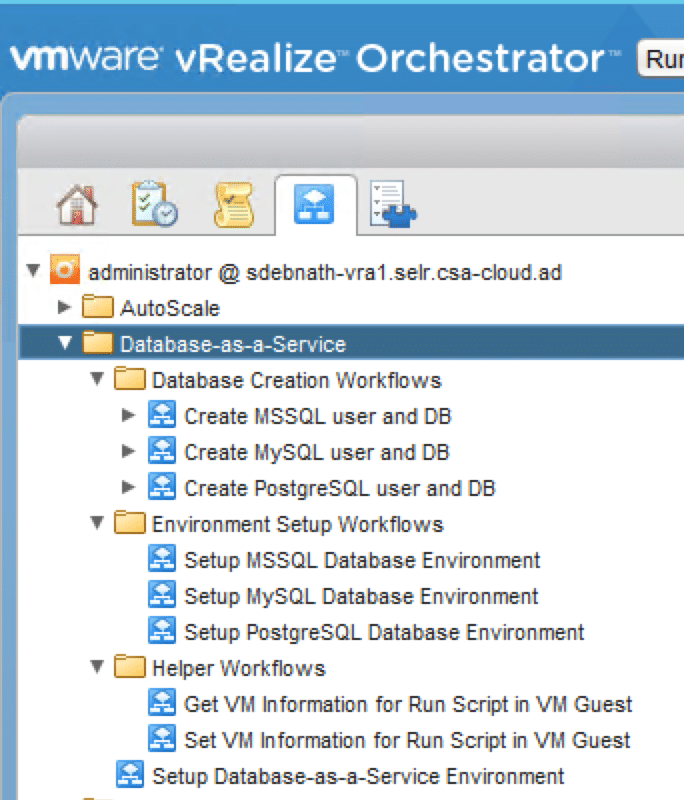 vmware vRealize™ Orchestrator™ Run
administrator @ sdebnath-vra1.selr.csa-cloud.ad
AutoScale
Database-as-a-Service
Database Creation Workflows
Create MSSQL user and DB
Create MySQL user and DB
Create PostgreSQL user and DB
Environment Setup Workflows
Setup MSSQL Database Environment
Setup MySQL Database Environment
Setup PostgreSQL Database Environment
Helper Workflows
Get VM Information for Run Script in VM Guest
Set VM Information for Run Script in VM Guest
Setup Database-as-a-Service Environment